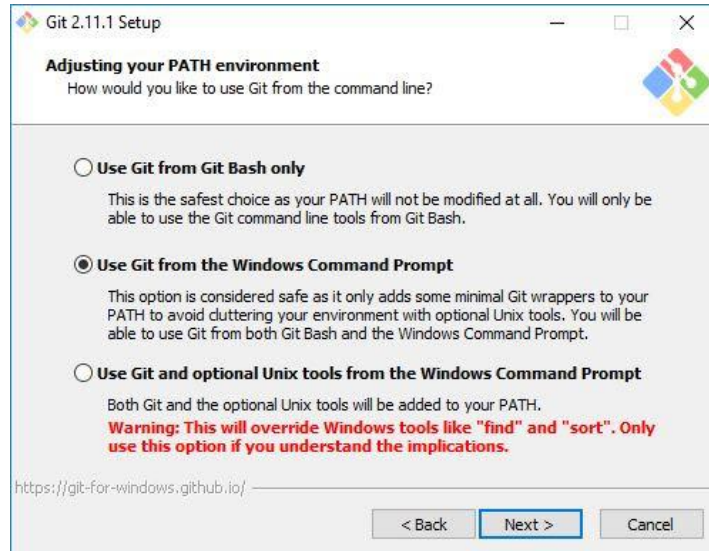 Git 2.11.1 Setup
Adjusting your PATH environment
How would you like to use Git from the command line?
Use Git from Git Bash only
This is the safest choice as your PATH will not be modified at all. You will only be
able to use the Git command line tools from Git Bash.
Use Git from the Windows Command Prompt
This option is considered safe as it only adds some minimal Git wrappers to your
PATH to avoid cluttering your environment with optional Unix tools. You will be
able to use Git from both Git Bash and the Windows Command Prompt.
Use Git and optional Unix tools from the Windows Command Prompt
Both Git and the optional Unix tools will be added to your PATH.
Warning: This will override Windows tools like "find" and "sort". Only
use this option if you understand the implications.
https://git-for-windows.github.io/
< Back Next > Cancel